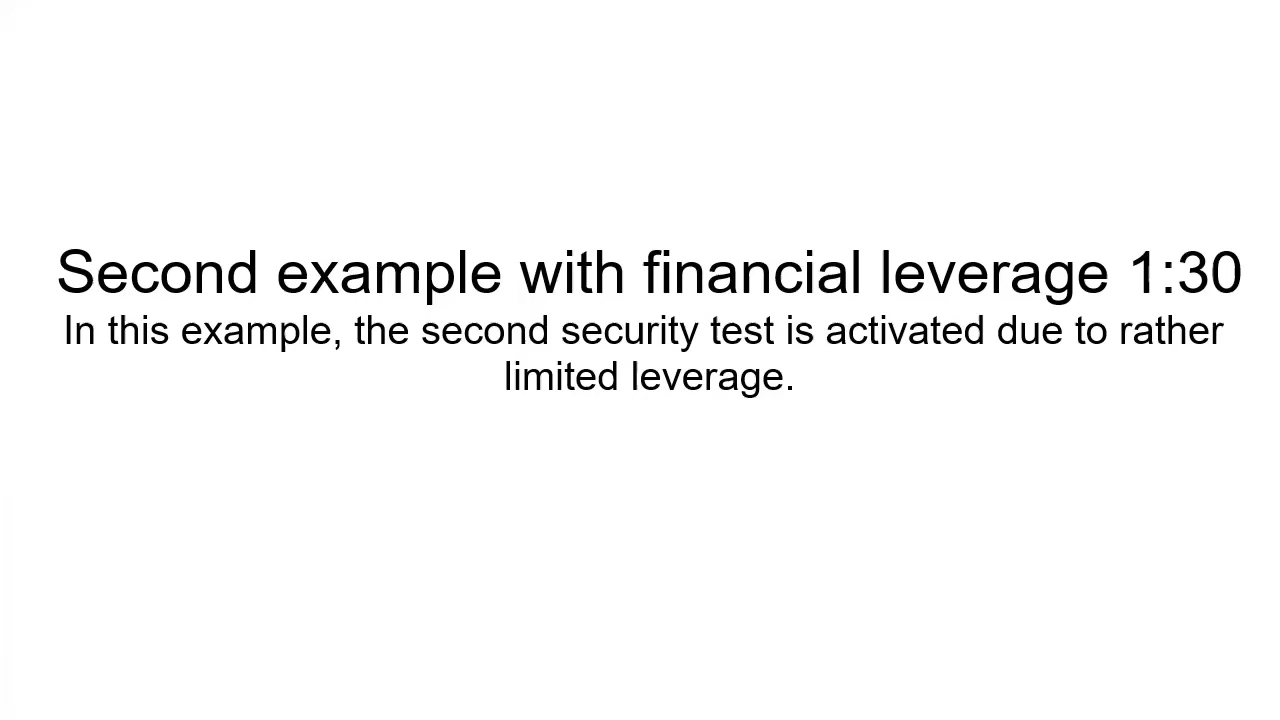 Second example with financial leverage 1:30
In this example, the second security test is activated due to rather
limited leverage.